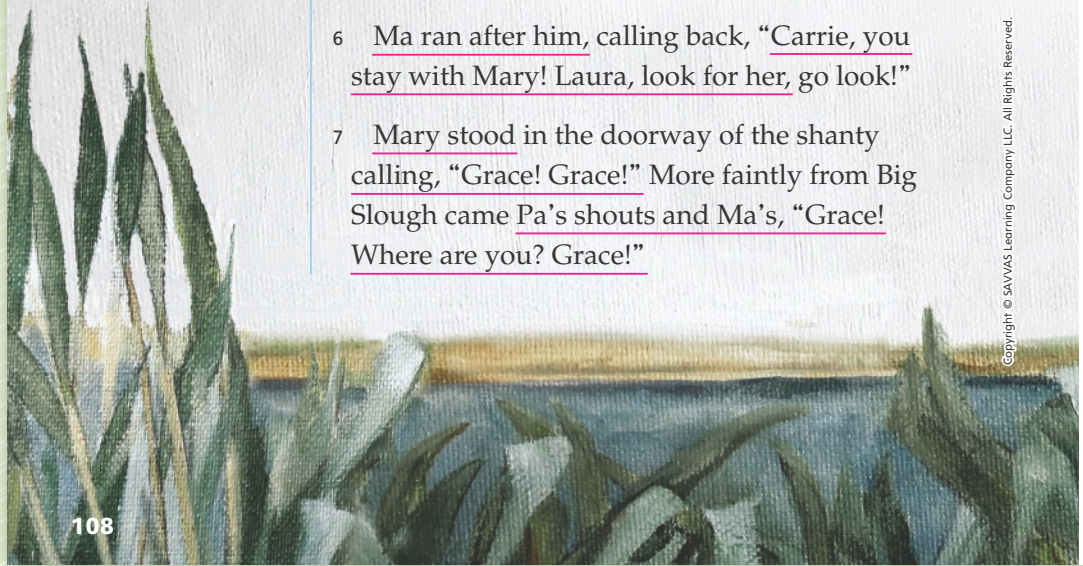 6 Ma ran after him, calling back, “Carrie, you
stay with Mary! Laura, look for her, go look!”
7 Mary stood in the doorway of the shanty
calling, “Grace! Grace!” More faintly from Big
Slough came Pa’s shouts and Ma’s, “Grace!
Where are you? Grace!”
Copyright © SAVVAS Learning Company LLC. All Rights Reserved.
108